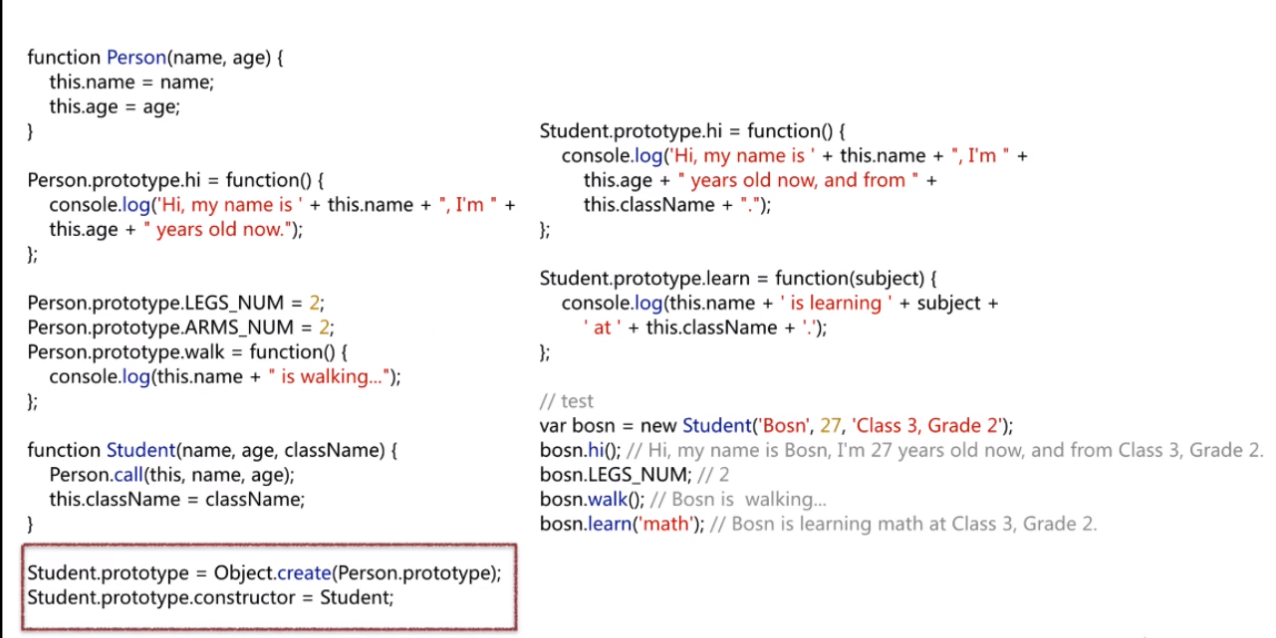 function Person(name, age) {
this.name = name;
this.age = age;
}
Person.prototype.hi = function() {
console.log('Hi, my name is ' + this.name + ", I'm " +
this.age + " years old now.");
};
Person.prototype.LEGS_NUM = 2;
Person.prototype.ARMS_NUM = 2;
Person.prototype.walk = function() {
console.log(this.name + " is walking...");
};
function Student(name, age, className) {
Person.call(this, name, age);
this.className = className;
}
Student.prototype = Object.create(Person.prototype);
Student.prototype.constructor = Student;
Student.prototype.hi = function() {
console.log('Hi, my name is ' + this.name + ", I'm " +
this.age + " years old now, and from " +
this.className + ".");
};
Student.prototype.learn = function(subject) {
console.log(this.name + ' is learning ' + subject +
' at ' + this.className + '.');
};
// test
var bosn = new Student('Bosn', 27, 'Class 3, Grade 2');
bosn.hi(); // Hi, my name is Bosn, I'm 27 years old now, and from Class 3, Grade 2.
bosn.LEGS_NUM; // 2
bosn.walk(); // Bosn is  walking...
bosn.learn('math'); // Bosn is learning math at Class 3, Grade 2.